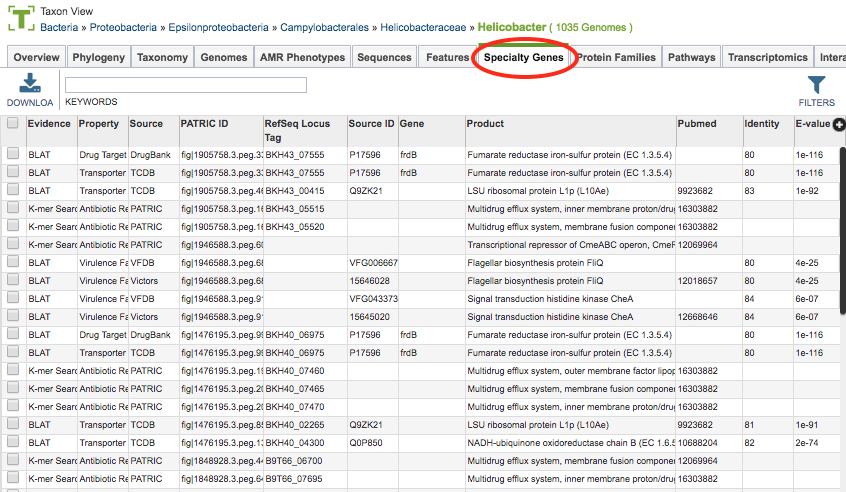 Taxon View
Bacteria » Proteobacteria » Epsilonproteobacteria » Campylobacterales » Helicobacteraceae » Helicobacter ( 1035 Genomes )
Overview Phylogeny Taxonomy Genomes AMR Phenotypes Sequences Features Specialty Genes Protein Families Pathways Transcriptomics Intera
DOWNLOA KEYWORDS FILTERS
Evidence Property Source PATRIC ID RefSeq Locus Tag Source ID Gene Product Pubmed Identity E-value
BLAT Drug Target DrugBank fig|1905758.3.peg.33 BKH43_07555 P17596 frdB Fumarate reductase iron-sulfur protein (EC 1.3.5.4) 80 1e-116
BLAT Transporter TCDB fig|1905758.3.peg.33 BKH43_07555 P17596 frdB Fumarate reductase iron-sulfur protein (EC 1.3.5.4) 80 1e-116
BLAT Transporter TCDB fig|1905758.3.peg.46 BKH43_00415 Q9ZK21 LSU ribosomal protein L1p (L10Ae) 9923682 83 1e-92
K-mer Searc Antibiotic Re PATRIC fig|1905758.3.peg.16 BKH43_05515 Multidrug efflux system, inner membrane proton/drug 16303882
K-mer Searc Antibiotic Re PATRIC fig|1905758.3.peg.16 BKH43_05520 Multidrug efflux system, membrane fusion componen 16303882
K-mer Searc Antibiotic Re PATRIC fig|1946588.3.peg.60 Transcriptional repressor of CmeABC operon, CmeR 12069964
BLAT Virulence Fa VFDB fig|1946588.3.peg.68 VFG006667 Flagellar biosynthesis protein FliQ 80 4e-25
BLAT Virulence Fa Victors fig|1946588.3.peg.68 15646028 Flagellar biosynthesis protein FliQ 12018657 80 4e-25
BLAT Virulence Fa VFDB fig|1946588.3.peg.91 VFG043373 Signal transduction histidine kinase CheA 84 6e-07
BLAT Virulence Fa Victors fig|1946588.3.peg.91 15645020 Signal transduction histidine kinase CheA 12668646 84 6e-07
BLAT Drug Target DrugBank fig|1476195.3.peg.99 BKH40_06975 P17596 frdB Fumarate reductase iron-sulfur protein (EC 1.3.5.4) 80 1e-116
BLAT Transporter TCDB fig|1476195.3.peg.99 BKH40_06975 P17596 frdB Fumarate reductase iron-sulfur protein (EC 1.3.5.4) 80 1e-116
K-mer Searc Antibiotic Re PATRIC fig|1476195.3.peg.19 BKH40_07460 Multidrug efflux system, outer membrane factor lipop 16303882
K-mer Searc Antibiotic Re PATRIC fig|1476195.3.peg.20 BKH40_07465 Multidrug efflux system, membrane fusion componen 16303882
K-mer Searc Antibiotic Re PATRIC fig|1476195.3.peg.20 BKH40_07470 Multidrug efflux system, inner membrane proton/drug 16303882
BLAT Transporter TCDB fig|1476195.3.peg.85 BKH40_02265 Q9ZK21 LSU ribosomal protein L1p (L10Ae) 9923682 81 1e-91
BLAT Transporter TCDB fig|1476195.3.peg.13 BKH40_04300 Q0P850 NADH-ubiquinone oxidoreductase chain B (EC 1.6.5 10688204 82 2e-74
K-mer Searc Antibiotic Re PATRIC fig|1848928.3.peg.44 B9T66_06700 Multidrug efflux system, membrane fusion componen 12069964
K-mer Searc Antibiotic Re PATRIC fig|1848928.3.peg.64 B9T66_07695 Multidrug efflux system, inner membrane proton/drug 16303882